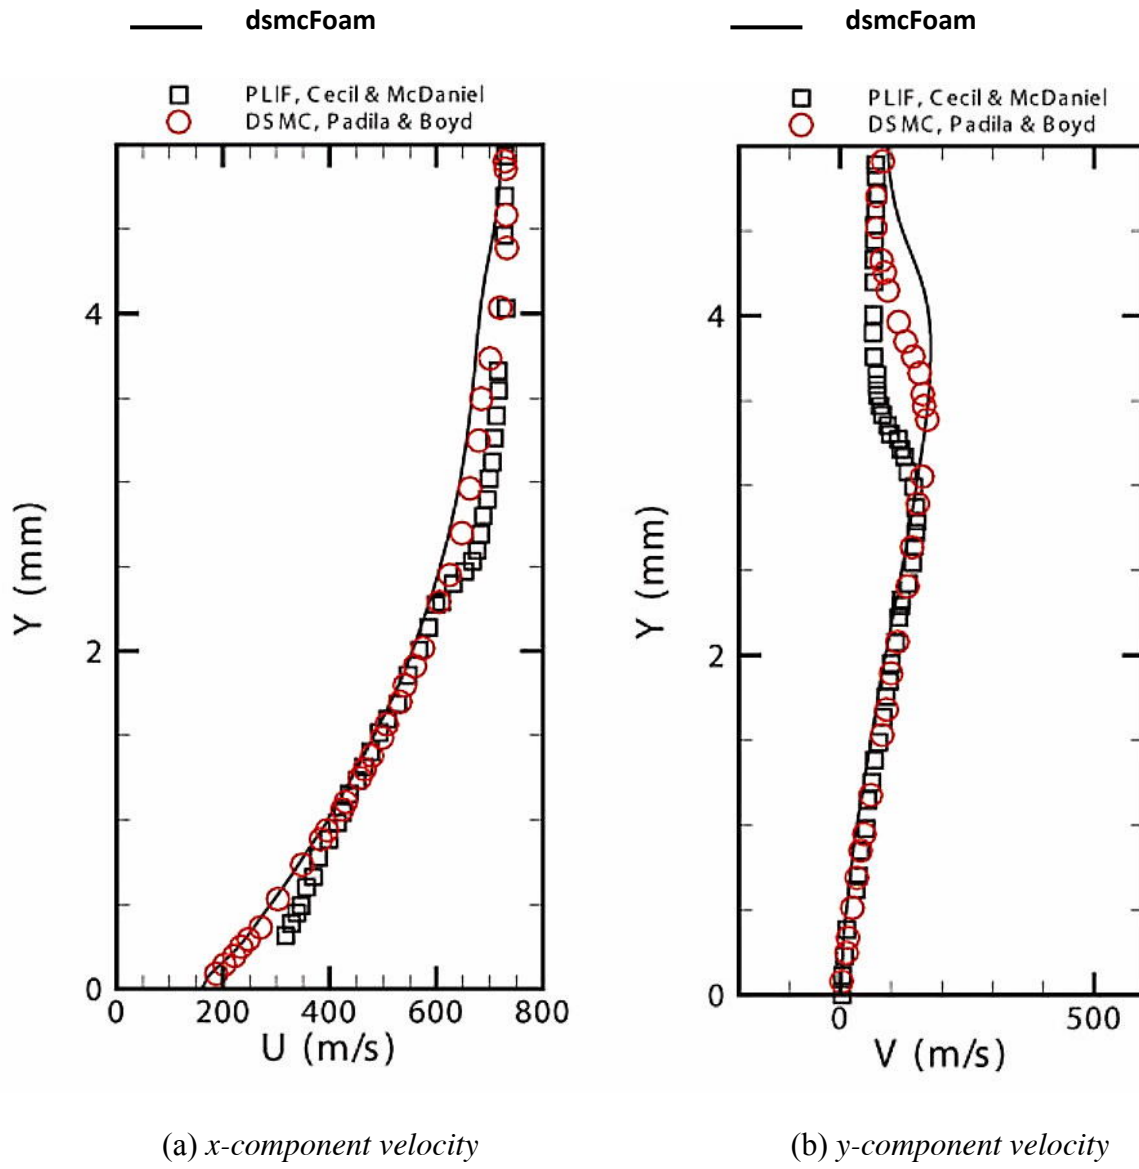 dsmcFoam
PLIF, Cecil & McDaniel
DSMC, Padila & Boyd
4
2
0
0 200 400 600 800
Y (mm)
U (m/s)
(a) x-component velocity
dsmcFoam
PLIF, Cecil & McDaniel
DSMC, Padila & Boyd
4
2
0
0 500
Y (mm)
V (m/s)
(b) y-component velocity